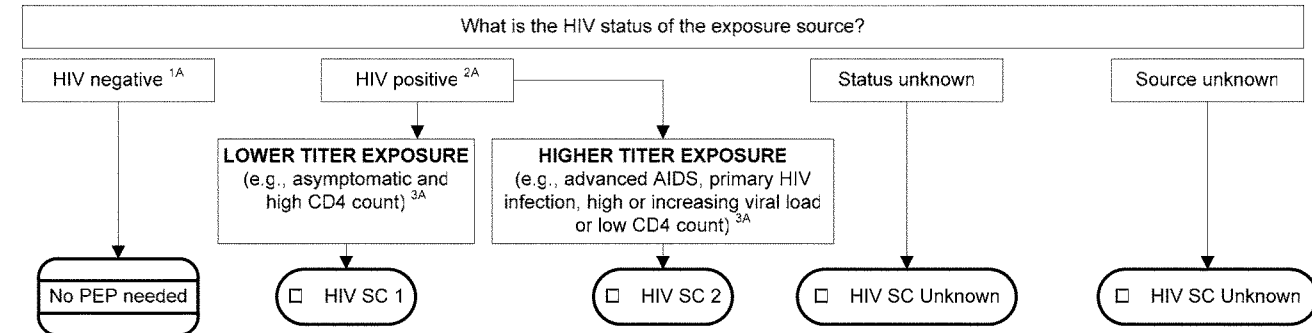 What is the HIV status of the exposure source?
HIV negative 1A
HIV positive 2A
Status unknown
Source unknown
LOWER TITER EXPOSURE
(e.g., asymptomatic and
high CD4 count) 3A
HIGHER TITER EXPOSURE
(e.g., advanced AIDS, primary HIV
infection, high or increasing viral load
or low CD4 count) 3A
No PEP needed
☐ HIV SC 1
☐ HIV SC 2
☐ HIV SC Unknown
☐ HIV SC Unknown